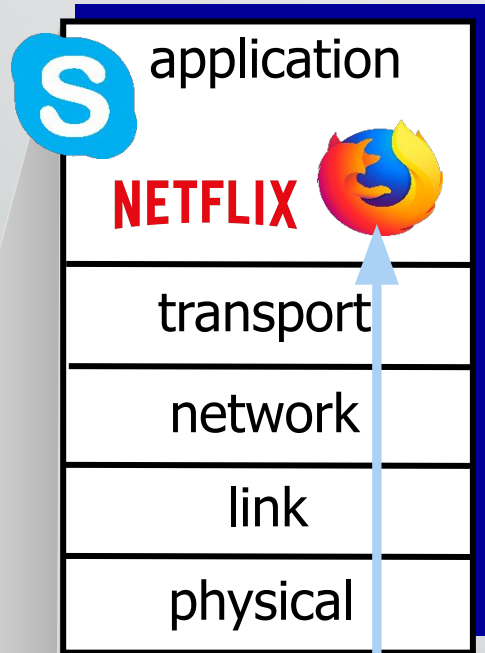 application
S
NETFLIX
transport
network
link
physical